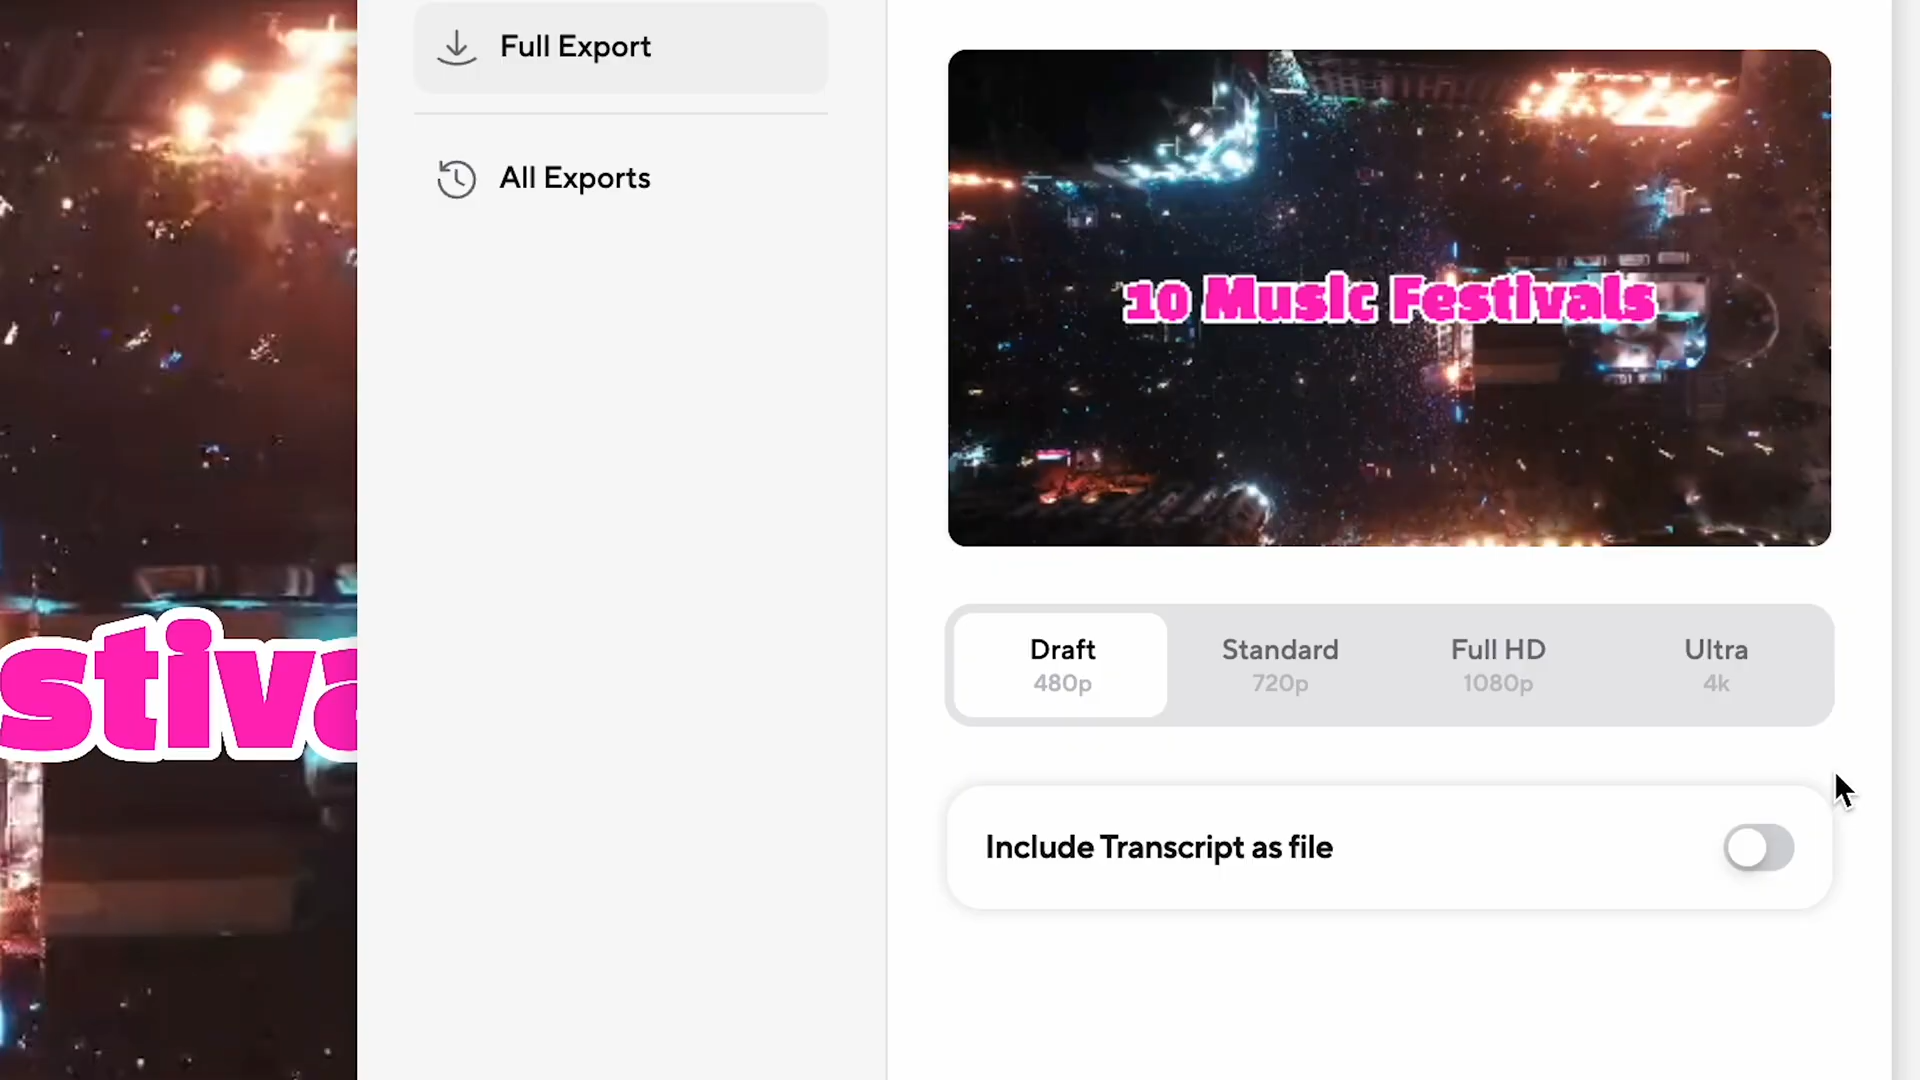 Full Export
All Exports
stiva
10 Music Festivals
Draft
480p
Standard
720p
Full HD
1080p
Ultra
4k
Include Transcript as file